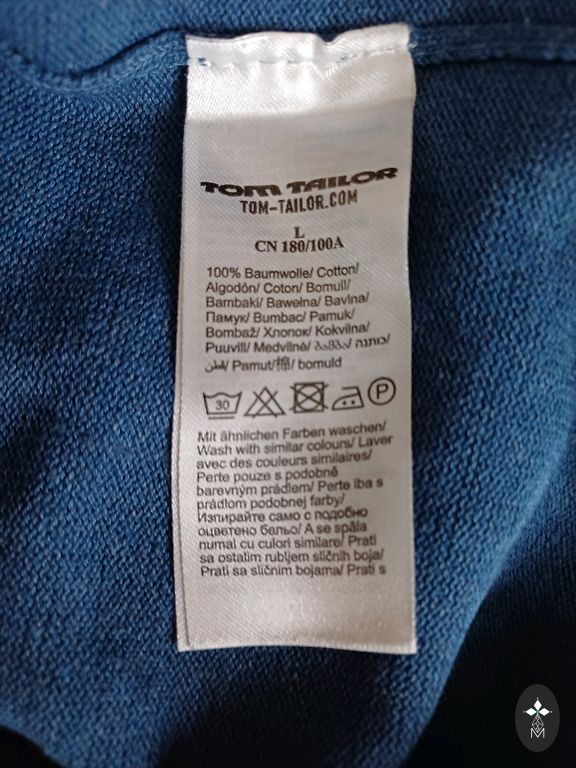 TOM TAILOR
TOM-TAILOR.COM
L
CN 180/100A
100% Baumwolle/ Cotton/
Algodón/ Coton/ Bomull/
Bambaki/ Bawełna/ Bavlna/
Памук/ Bumbac/ Pamuk/
Bombaž/ Хлопок/ Kokvilna/
Puuvill/ Medvilnė/ ბამბა/ כותנה/
قطن/ Pamut/棉/ bomuld
30
P
Mit ähnlichen Farben waschen/
Wash with similar colours/ Laver
avec des couleurs similaires/
Perte pouze s podobně
barevným prádlem/ Perte iba s
prádlom podobnej farby/
Изпирайте само с подобно
оцветено бельо/ A se spăla
numai cu culori similare/ Prati
sa ostalim rubljem sličnih boja/
Prati sa sličnim bojama/ Prati s